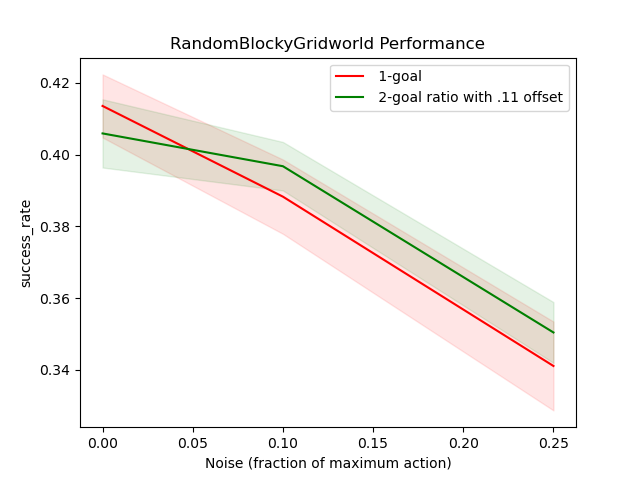 RandomBlockyGridworld Performance
1-goal
2-goal ratio with .11 offset
success_rate
0.42
0.40
0.38
0.36
0.34
0.00 0.05 0.10 0.15 0.20 0.25
Noise (fraction of maximum action)